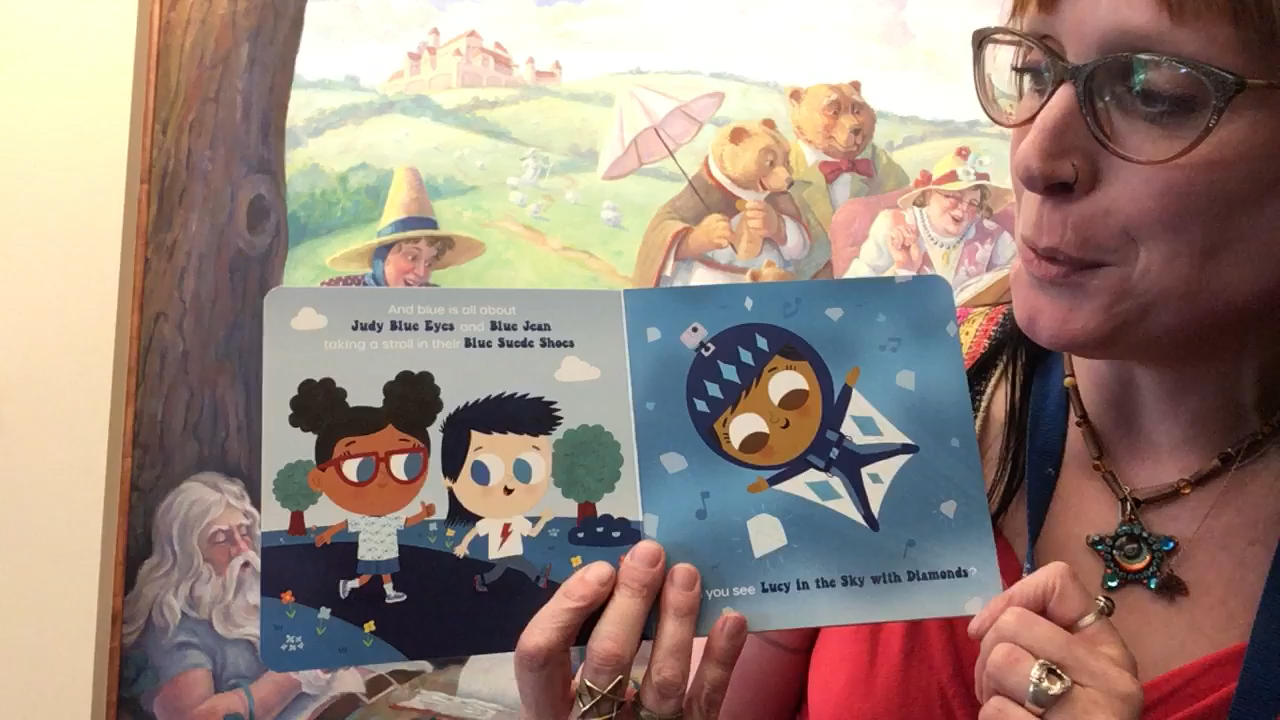 And blue is all about
Judy Blue Eyes and Blue Jean
taking a stroll in their Blue Suede Shoes
you see Lucy in the Sky with Diamonds?